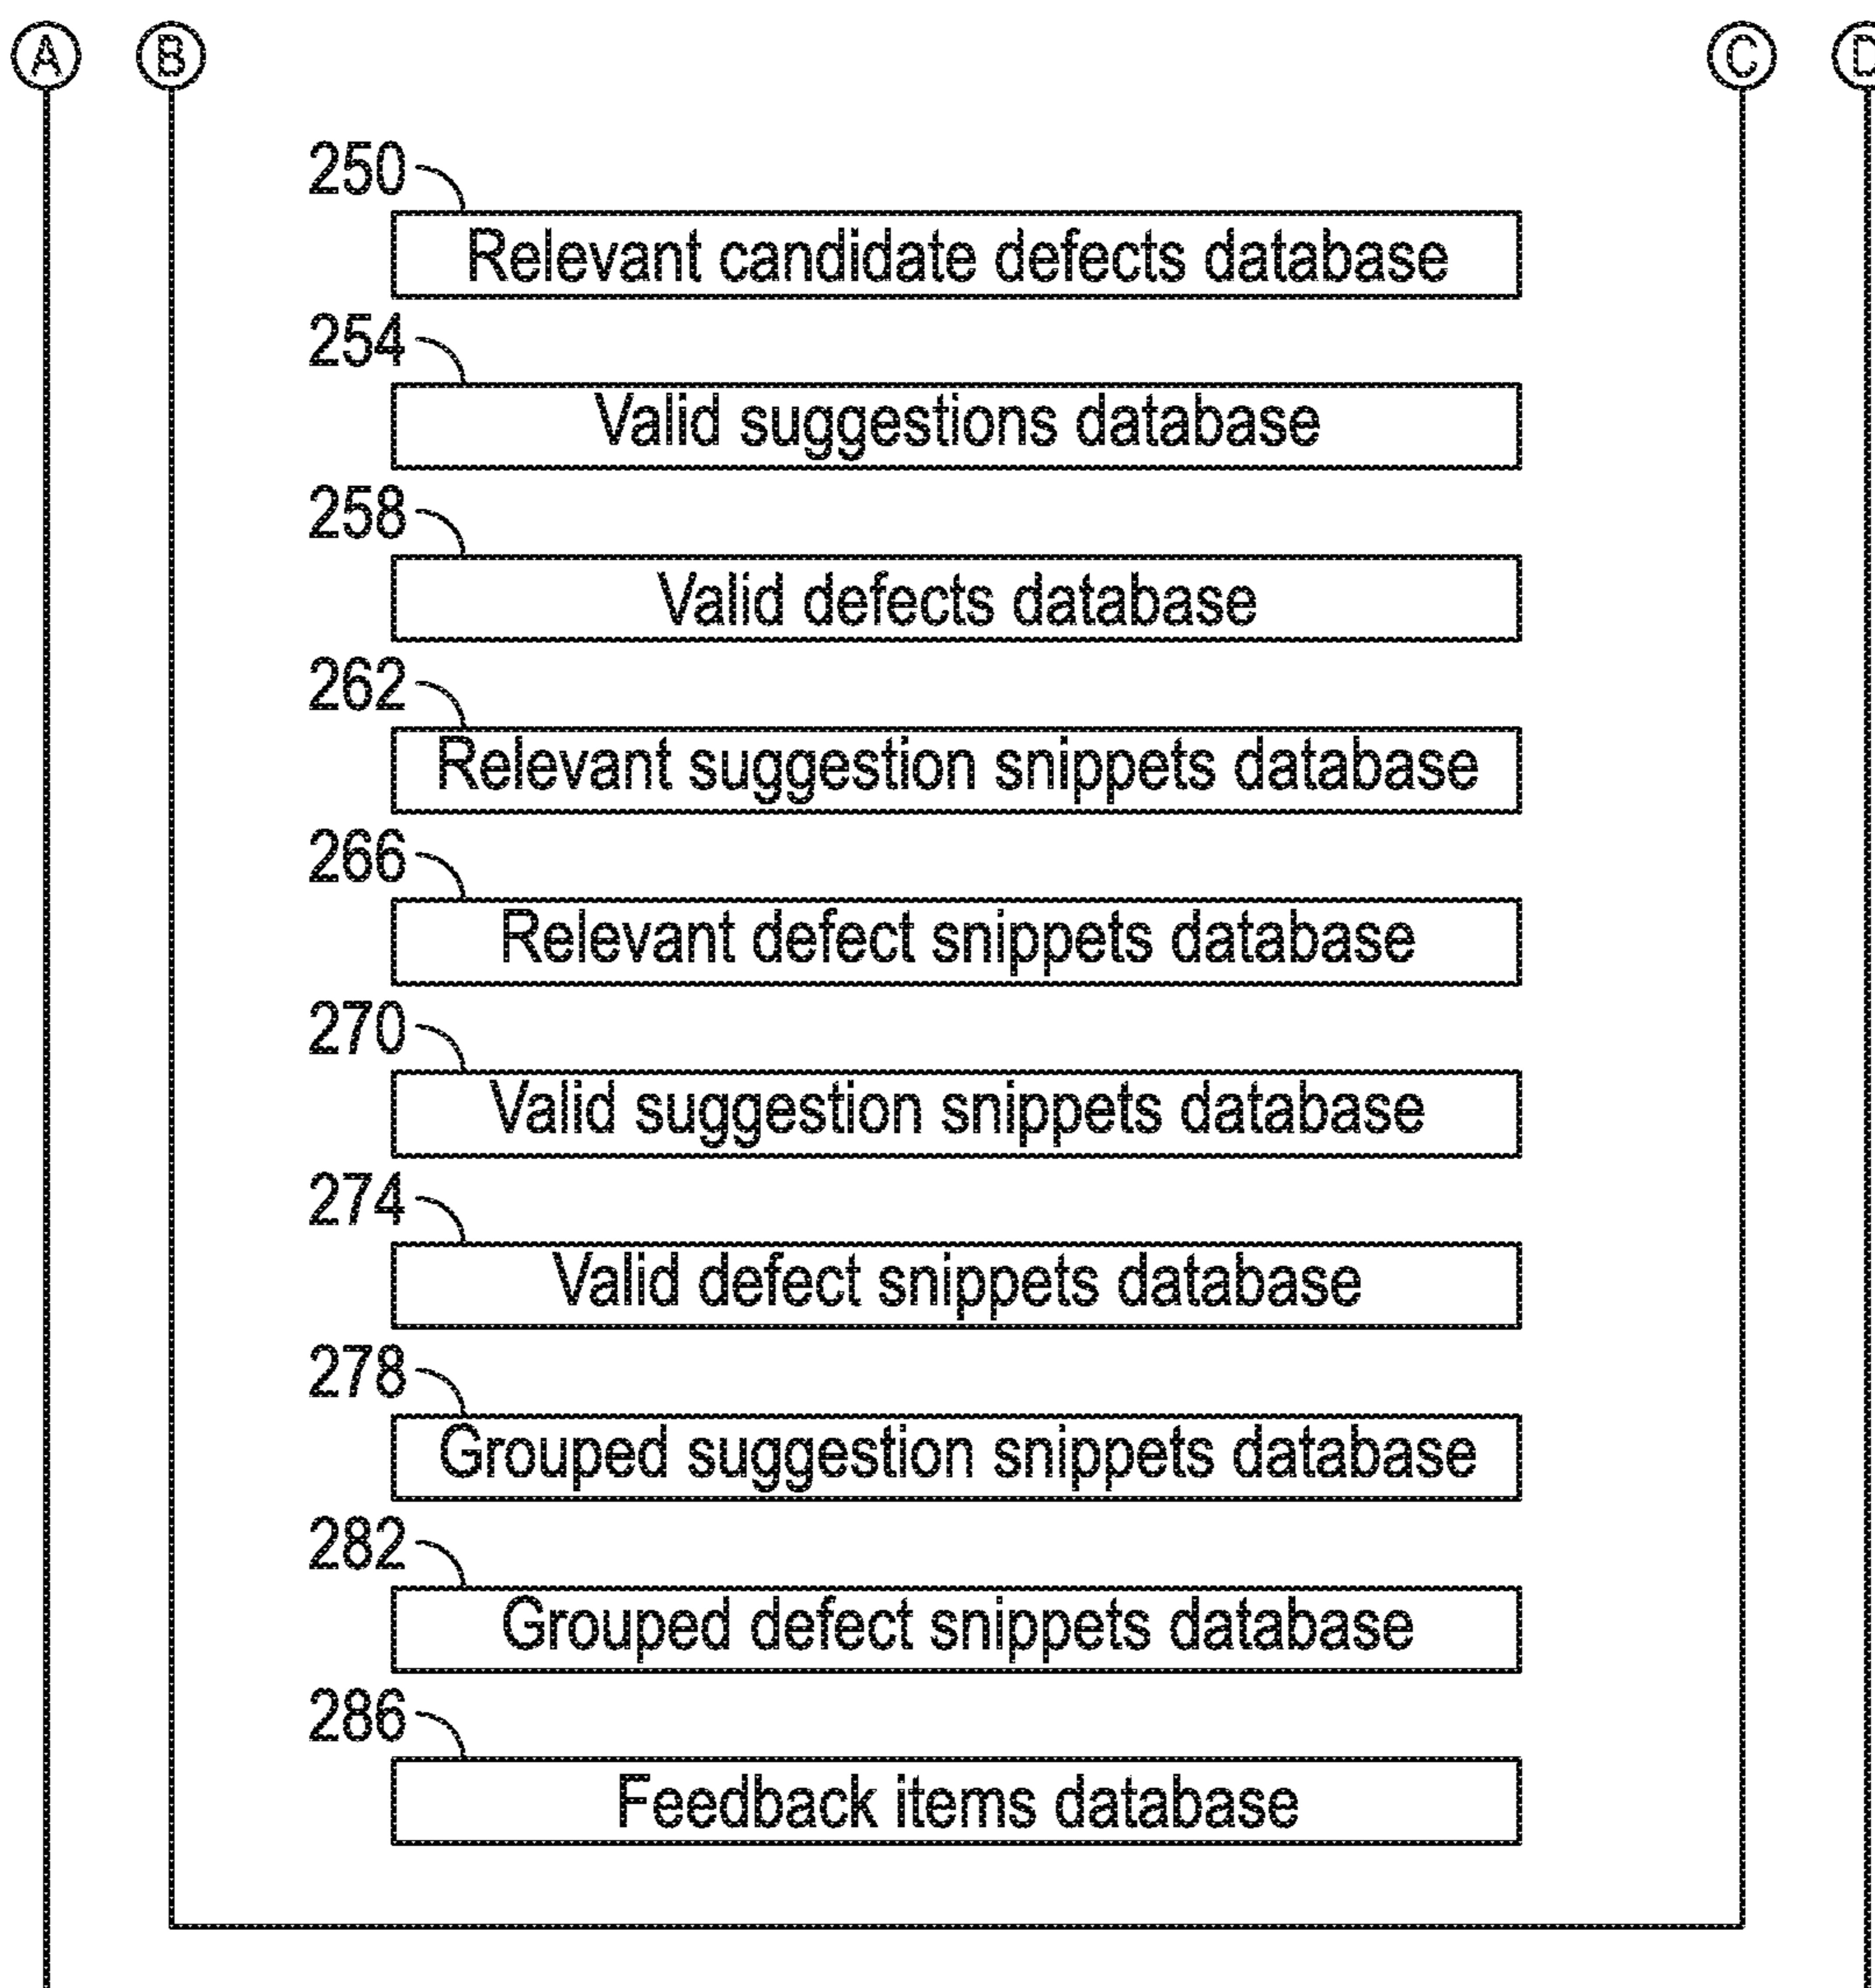 A B C D
250
Relevant candidate defects database
254
Valid suggestions database
258
Valid defects database
262
Relevant suggestion snippets database
266
Relevant defect snippets database
270
Valid suggestion snippets database
274
Valid defect snippets database
278
Grouped suggestion snippets database
282
Grouped defect snippets database
286
Feedback items database